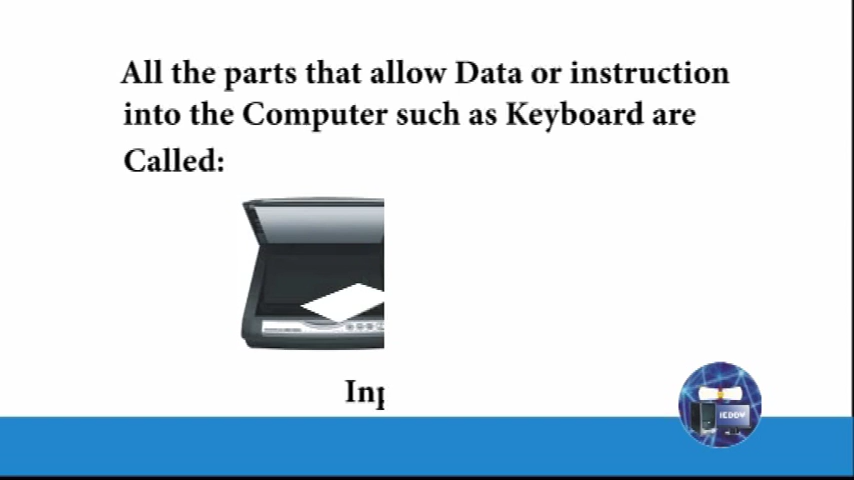 All the parts that allow Data or instruction
into the Computer such as Keyboard are
Called:
Inp